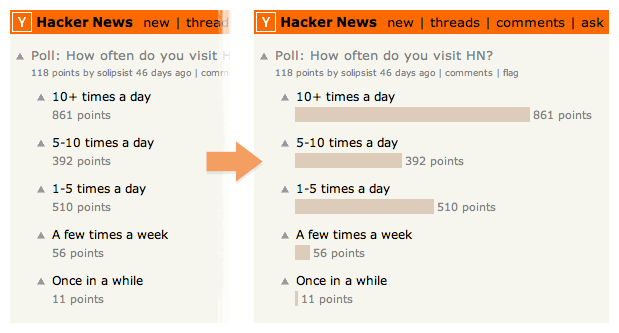 Y Hacker News new | thread
Poll: How often do you visit H
118 points by solipsist 46 days ago | comm
10+ times a day
861 points
5-10 times a day
392 points
1-5 times a day
510 points
A few times a week
56 points
Once in a while
11 points
Y Hacker News new | threads | comments | ask
Poll: How often do you visit HN?
118 points by solipsist 46 days ago | comments | flag
10+ times a day
861 points
5-10 times a day
392 points
1-5 times a day
510 points
A few times a week
56 points
Once in a while
11 points